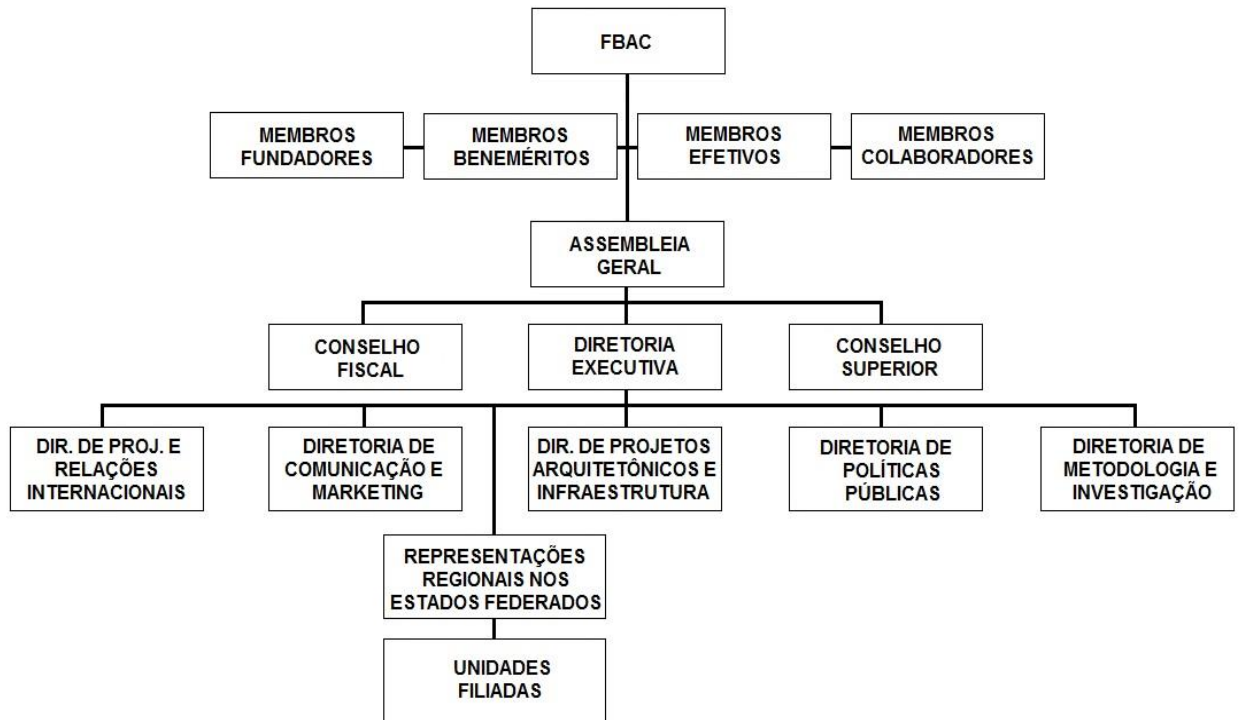 FBAC
MEMBROS
FUNDADORES
MEMBROS
BENEMÉRITOS
MEMBROS
EFETIVOS
MEMBROS
COLABORADORES
ASSEMBLEIA
GERAL
CONSELHO
FISCAL
DIRETORIA
EXECUTIVA
CONSELHO
SUPERIOR
DIR. DE PROJ. E
RELAÇÕES
INTERNACIONAIS
DIRETORIA DE
COMUNICAÇÃO E
MARKETING
DIR. DE PROJETOS
ARQUITETÔNICOS E
INFRAESTRUTURA
DIRETORIA DE
POLÍTICAS
PÚBLICAS
DIRETORIA DE
METODOLOGIA E
INVESTIGAÇÃO
REPRESENTAÇÕES
REGIONAIS NOS
ESTADOS FEDERADOS
UNIDADES
FILIADAS